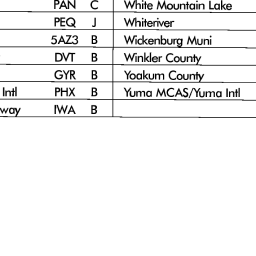 PAN C White Mountain Lake
PEQ J Whiteriver
5AZ3 B Wickenburg Muni
DVT B Winkler County
GYR B Yoakum County
Intl PHX B Yuma MCAS/Yuma Intl
way IWA B